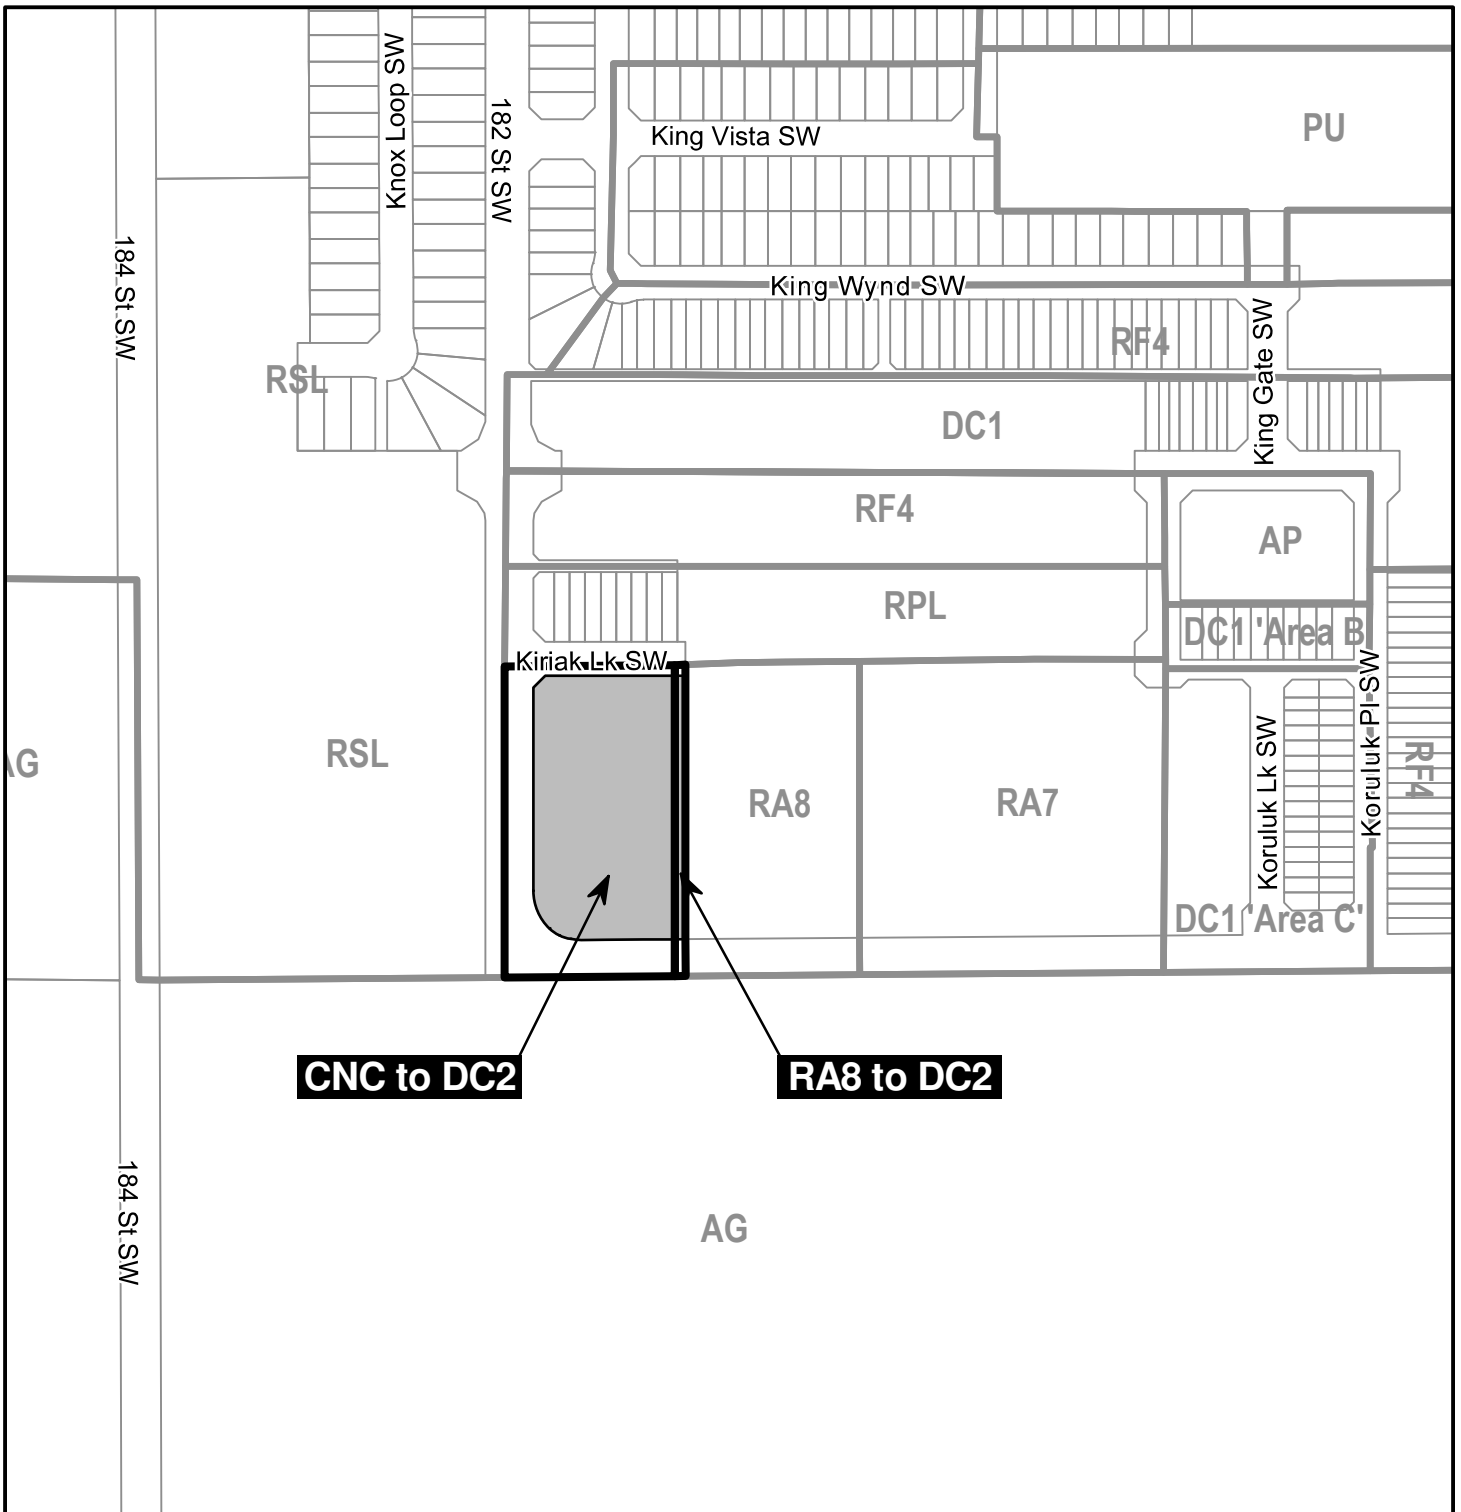 Knox Loop SW
182 St SW
King Vista SW
PU
184 St SW
King Wynd SW
RF4
King Gate SW
RSL
DC1
RF4
AP
RPL
DC1 'Area B
Kiriak Lk SW
Koruluk Pl SW
Koruluk Lk SW
RF4
AG
RSL
RA8
RA7
DC1 'Area C'
CNC to DC2
RA8 to DC2
184 St SW
AG